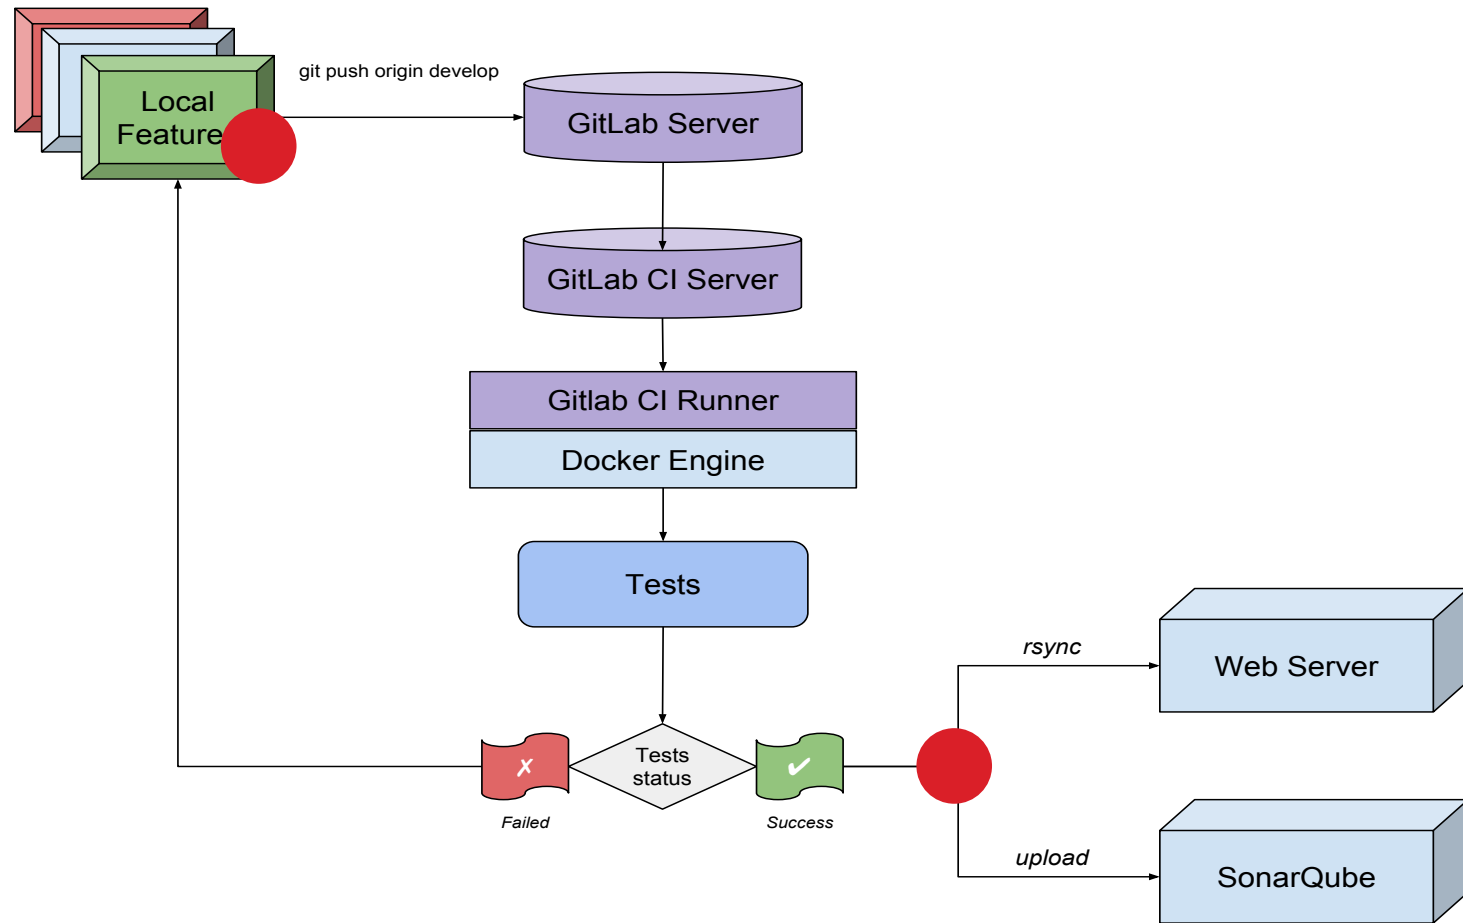 git push origin develop
Local
Feature
GitLab Server
GitLab CI Server
Gitlab CI Runner
Docker Engine
Tests
rsync
Web Server
Tests
status
✗
✔
Failed
Success
upload
SonarQube